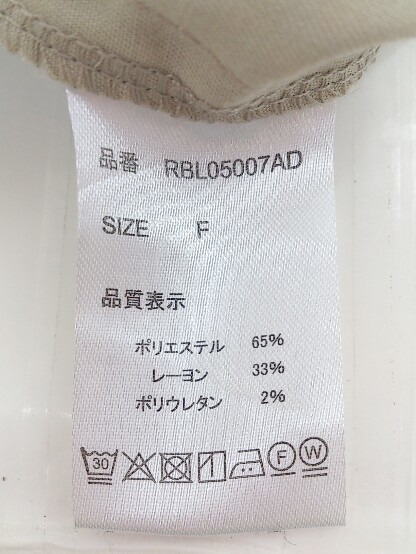 品番 RBL05007AD
SIZE F
品質表示
ポリエステル 65%
レーヨン 33%
ポリウレタン 2%
30 F W